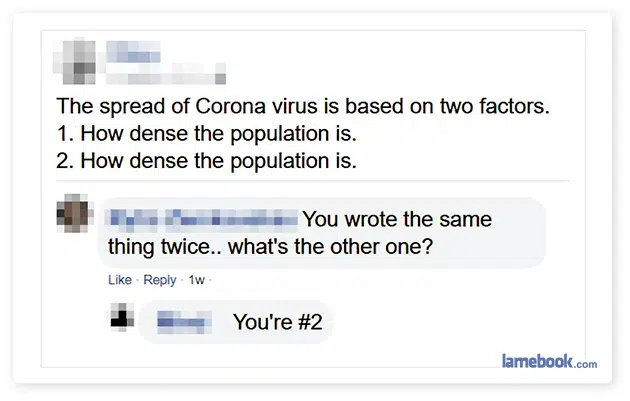 The spread of Corona virus is based on two factors.
1. How dense the population is.
2. How dense the population is.
You wrote the same
thing twice.. what's the other one?
Like · Reply · 1w ·
You're #2
lamebook.com